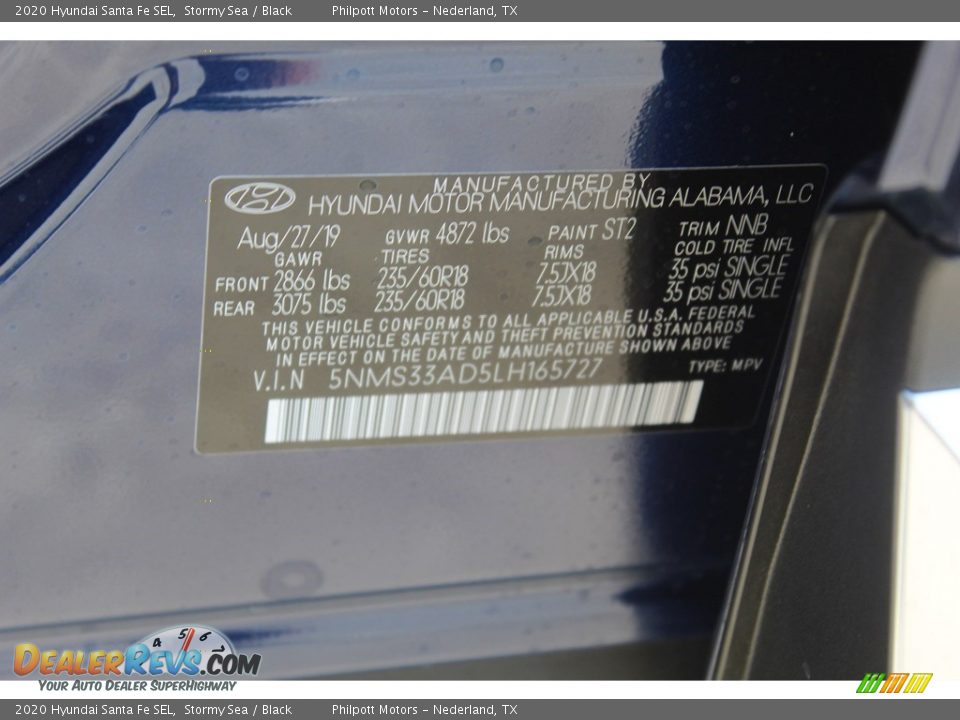 2020 Hyundai Santa Fe SEL, Stormy Sea / Black Philpott Motors - Nederland, TX
MANUFACTURED BY
HYUNDAI MOTOR MANUFACTURING ALABAMA, LLC
Aug/27/19 GVWR 4872 lbs PAINT ST2 TRIM NNB
GAWR TIRES RIMS COLD TIRE INFL
FRONT 2866 lbs 235/60R18 7.5JX18 35 psi SINGLE
REAR 3075 lbs 235/60R18 7.5JX18 35 psi SINGLE
THIS VEHICLE CONFORMS TO ALL APPLICABLE U.S.A. FEDERAL
MOTOR VEHICLE SAFETY AND THEFT PREVENTION STANDARDS
IN EFFECT ON THE DATE OF MANUFACTURE SHOWN ABOVE
V.I.N 5NMS33AD5LH165727 TYPE: MPV
4 5 6 7
DEALERREVS.COM
YOUR AUTO DEALER SUPERHIGHWAY
2020 Hyundai Santa Fe SEL, Stormy Sea / Black Philpott Motors - Nederland, TX